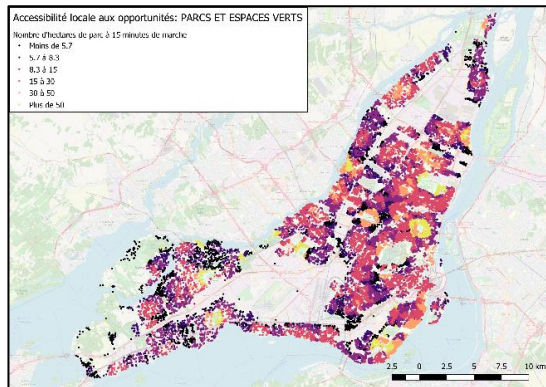 Accessibilité locale aux opportunités: PARCS ET ESPACES VERTS
Nombre d'hectares de parc à 15 minutes de marche
Moins de 5.7
5.7 à 8.3
8.3 à 15
15 à 30
30 à 50
Plus de 50
2.5 0 2.5 5 7.5 10 km